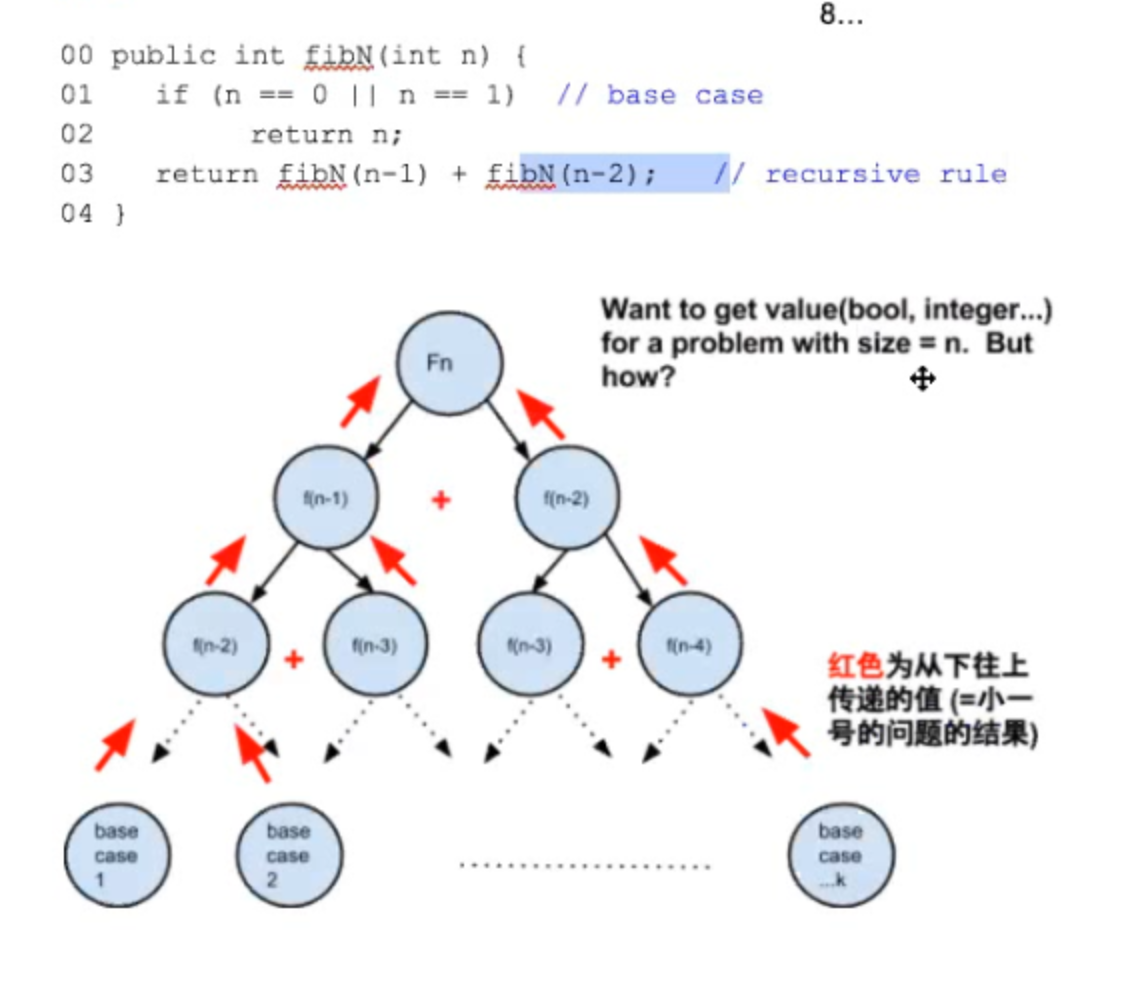 8...
00 public int fibN(int n) {
01 if (n == 0 || n == 1) // base case
02 return n;
03 return fibN(n-1) + fibN(n-2); // recursive rule
04 }
Want to get value(bool, integer...)
for a problem with size = n. But
how?
Fn
f(n-1)
+
f(n-2)
f(n-2)
+
f(n-3)
f(n-3)
+
f(n-4)
红色为从下往上
传递的值 (=小一
号的问题的结果)
base
case
1
base
case
2
base
case
...k